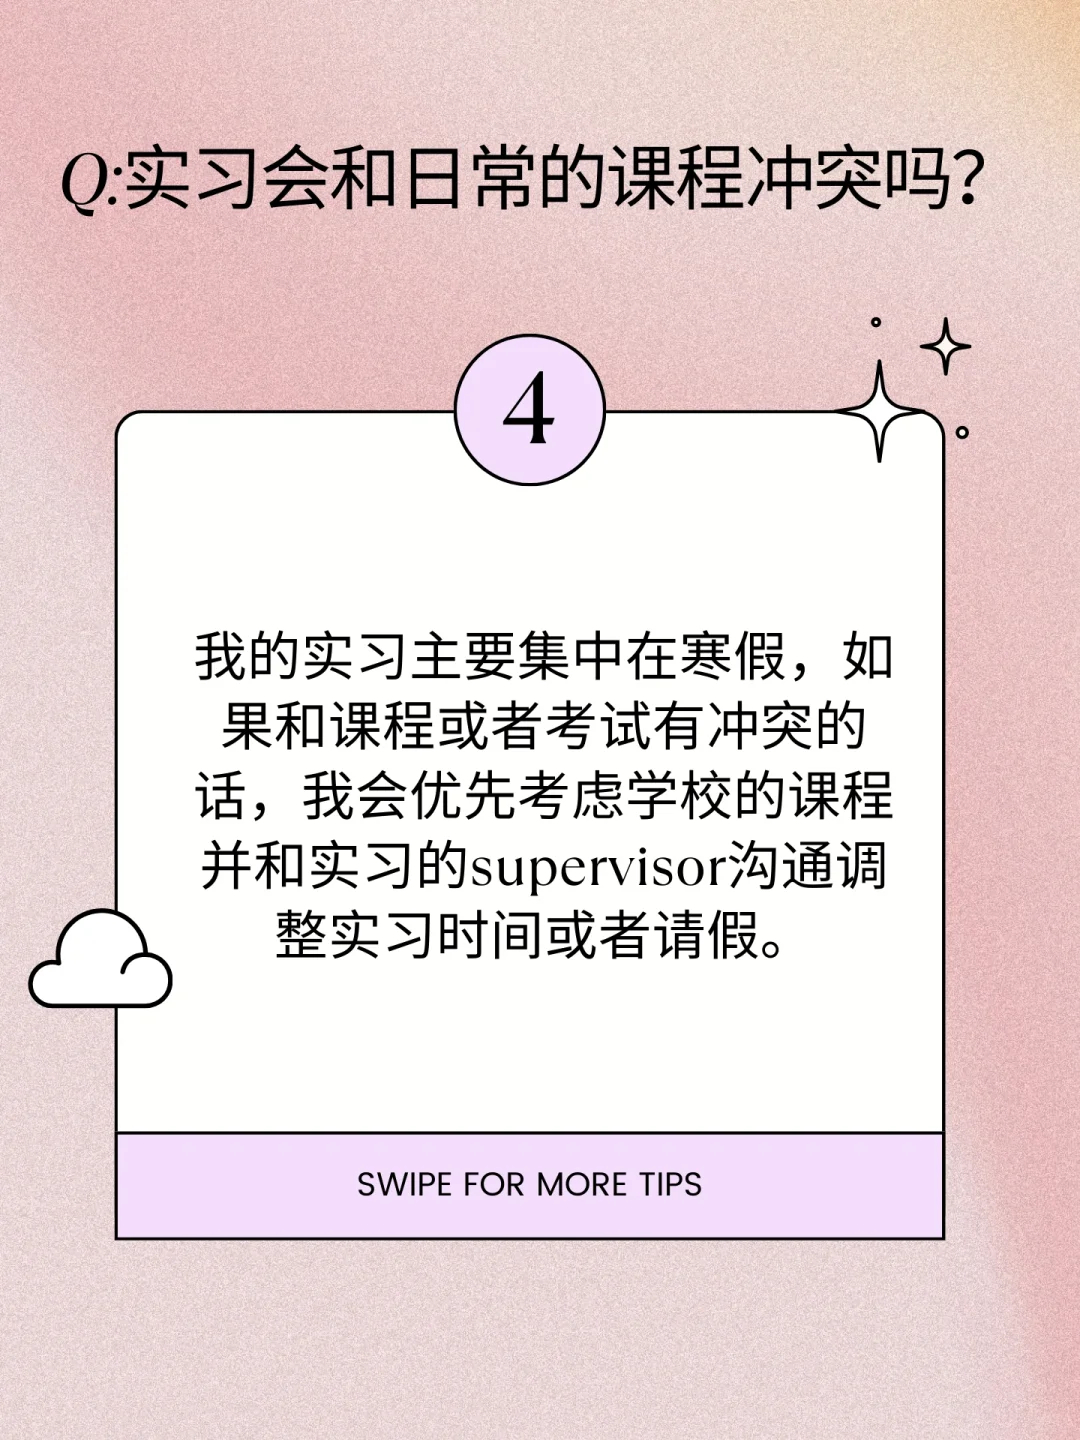 Q:实习会和日常的课程冲突吗？
4
我的实习主要集中在寒假，如
果和课程或者考试有冲突的
话，我会优先考虑学校的课程
并和实习的supervisor沟通调
整实习时间或者请假。
SWIPE FOR MORE TIPS